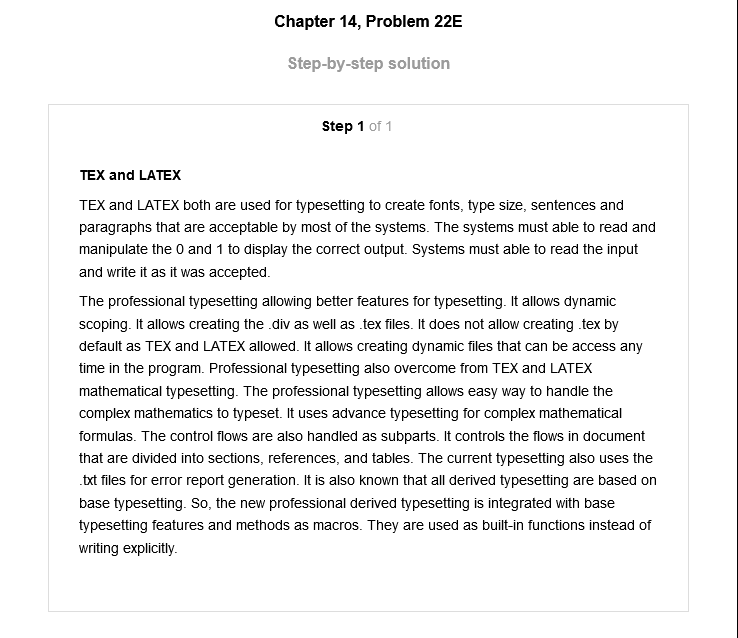 Chapter 14, Problem 22E
Step-by-step solution
Step 1 of 1
TEX and LATEX
TEX and LATEX both are used for typesetting to create fonts, type size, sentences and
paragraphs that are acceptable by most of the systems. The systems must able to read and
manipulate the 0 and 1 to display the correct output. Systems must able to read the input
and write it as it was accepted.
The professional typesetting allowing better features for typesetting. It allows dynamic
scoping. It allows creating the .div as well as .tex files. It does not allow creating .tex by
default as TEX and LATEX allowed. It allows creating dynamic files that can be access any
time in the program. Professional typesetting also overcome from TEX and LATEX
mathematical typesetting. The professional typesetting allows easy way to handle the
complex mathematics to typeset. It uses advance typesetting for complex mathematical
formulas. The control flows are also handled as subparts. It controls the flows in document
that are divided into sections, references, and tables. The current typesetting also uses the
.txt files for error report generation. It is also known that all derived typesetting are based on
base typesetting. So, the new professional derived typesetting is integrated with base
typesetting features and methods as macros. They are used as built-in functions instead of
writing explicitly.